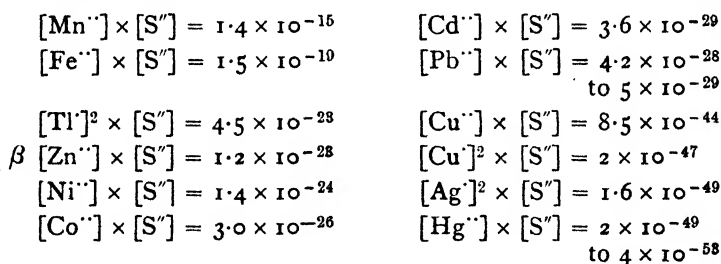 [Mn¨] × [S″] = 1·4 × 10⁻¹⁵ [Cd¨] × [S″] = 3·6 × 10⁻²⁹
[Fe¨] × [S″] = 1·5 × 10⁻¹⁹ [Pb¨] × [S″] = 4·2 × 10⁻²⁸
to 5 × 10⁻²⁹
[Tl˙]² × [S″] = 4·5 × 10⁻²³ [Cu¨] × [S″] = 8·5 × 10⁻⁴⁴
β [Zn¨] × [S″] = 1·2 × 10⁻²³ [Cu˙]² × [S″] = 2 × 10⁻⁴⁷
[Ni¨] × [S″] = 1·4 × 10⁻²⁴ [Ag˙]² × [S″] = 1·6 × 10⁻⁴⁹
[Co¨] × [S″] = 3·0 × 10⁻²⁶ [Hg¨] × [S″] = 2 × 10⁻⁴⁹
to 4 × 10⁻⁵³